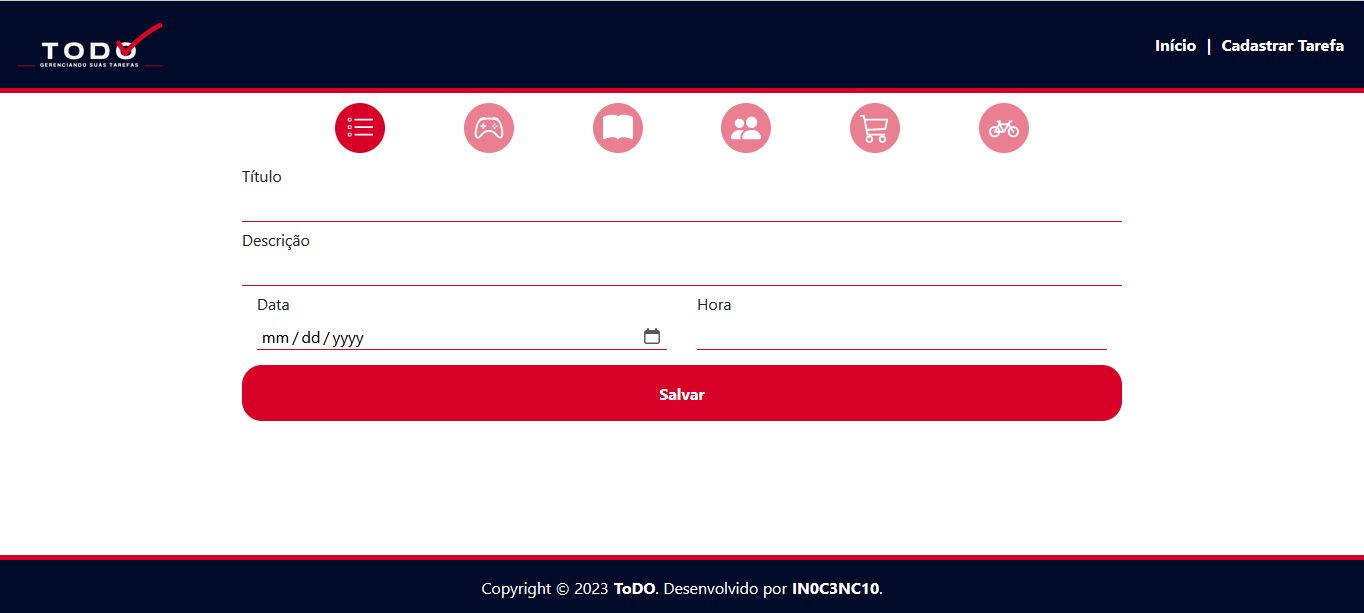 TODO
GERENCIANDO SUAS TAREFAS
Início | Cadastrar Tarefa
Título
Descrição
Data
Hora
mm/dd/yyyy
Salvar
Copyright © 2023 ToDO. Desenvolvido por IN0C3NC10.